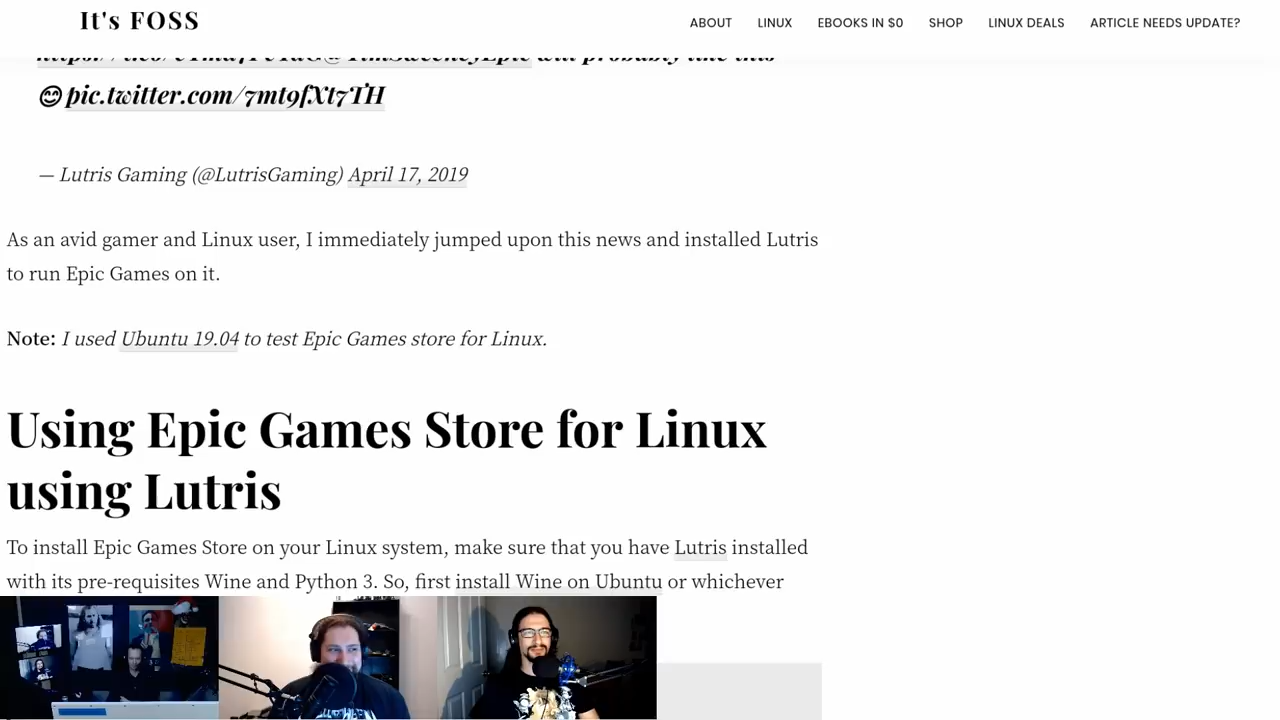 It's FOSS
ABOUT LINUX EBOOKS IN $0 SHOP LINUX DEALS ARTICLE NEEDS UPDATE?
will probably like this
😊 pic.twitter.com/7mt9fXt7TH
— Lutris Gaming (@LutrisGaming) April 17, 2019
As an avid gamer and Linux user, I immediately jumped upon this news and installed Lutris
to run Epic Games on it.
Note: I used Ubuntu 19.04 to test Epic Games store for Linux.
Using Epic Games Store for Linux
using Lutris
To install Epic Games Store on your Linux system, make sure that you have Lutris installed
with its pre-requisites Wine and Python 3. So, first install Wine on Ubuntu or whichever